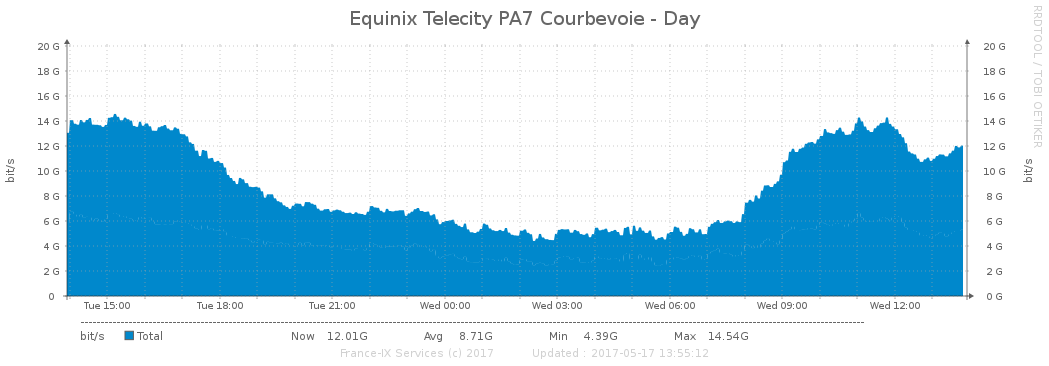 Equinix Telecity PA7 Courbevoie - Day
RRDTOOL / TOBI OETIKER
20 G 20 G
18 G 18 G
16 G 16 G
14 G 14 G
12 G 12 G
10 G 10 G
8 G 8 G
6 G 6 G
4 G 4 G
2 G 2 G
0 0 G
bit/s bit/s
Tue 15:00 Tue 18:00 Tue 21:00 Wed 00:00 Wed 03:00 Wed 06:00 Wed 09:00 Wed 12:00
bit/s Total Now 12.01G Avg 8.71G Min 4.39G Max 14.54G
France-IX Services (c) 2017 Updated : 2017-05-17 13:55:12